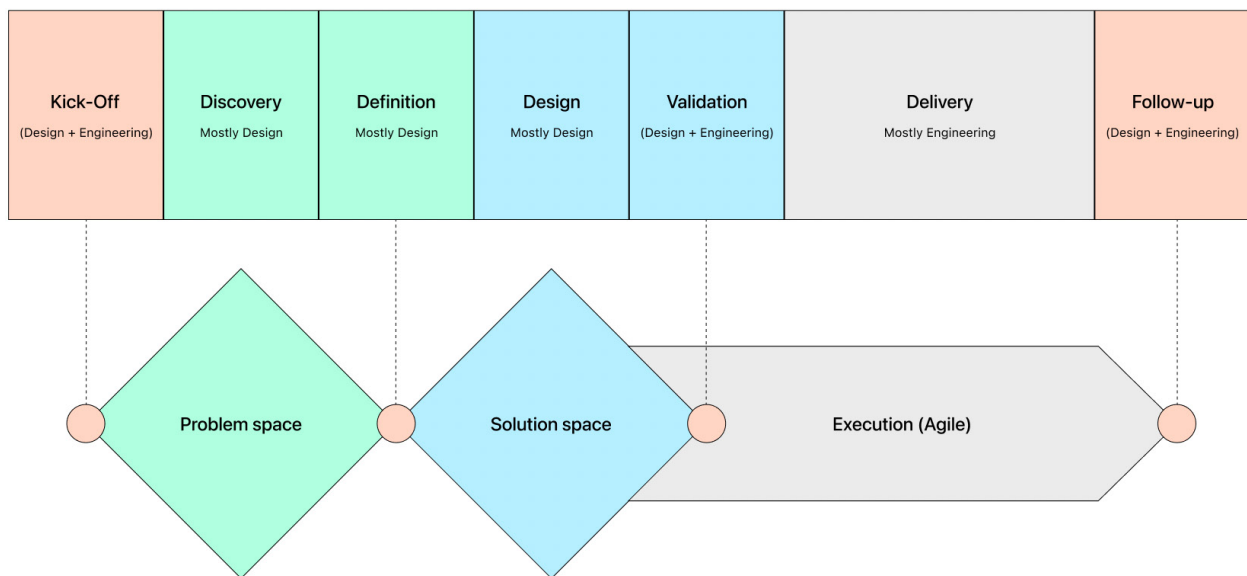 Kick-Off
(Design + Engineering)
Discovery
Mostly Design
Definition
Mostly Design
Design
Mostly Design
Validation
(Design + Engineering)
Delivery
Mostly Engineering
Follow-up
(Design + Engineering)
Problem space
Solution space
Execution (Agile)